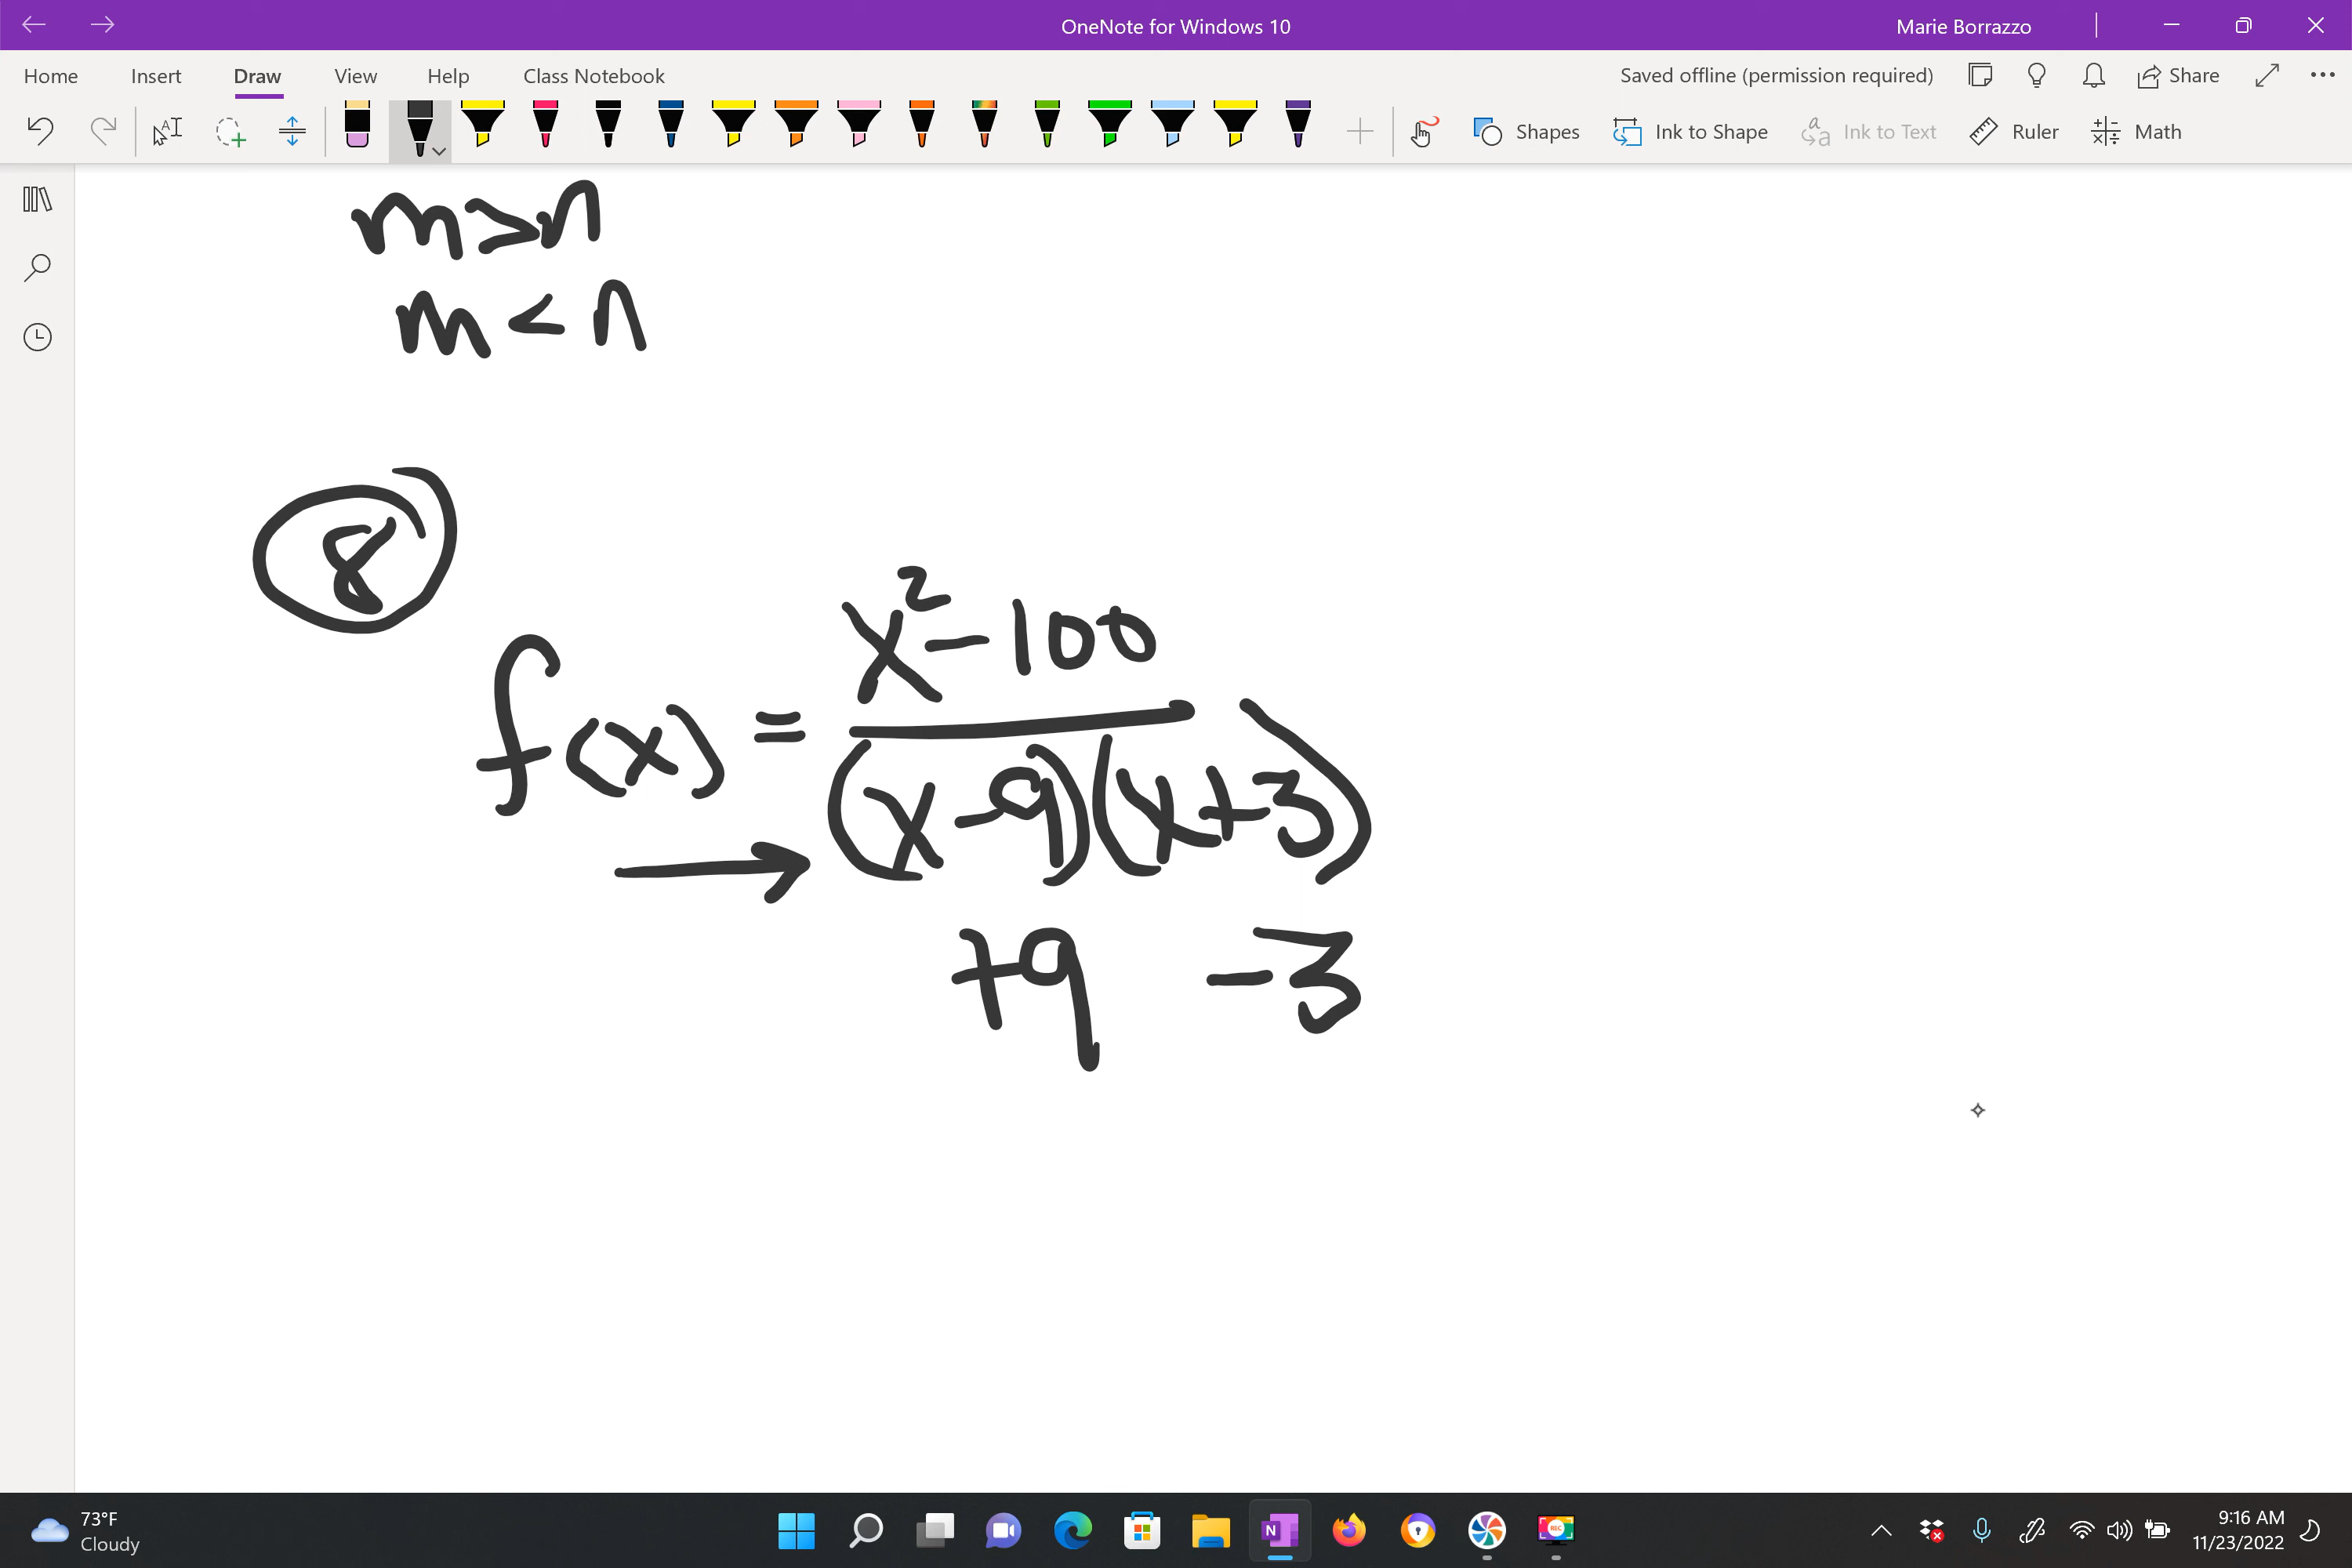 OneNote for Windows 10
Marie Borrazzo
Home Insert Draw View Help Class Notebook
Saved offline (permission required) Share
Shapes Ink to Shape Ink to Text Ruler Math
m>n
m<n
8
x²-100
f(x) =
(x-9)(x+3)
+9 -3
73°F
Cloudy
9:16 AM
11/23/2022